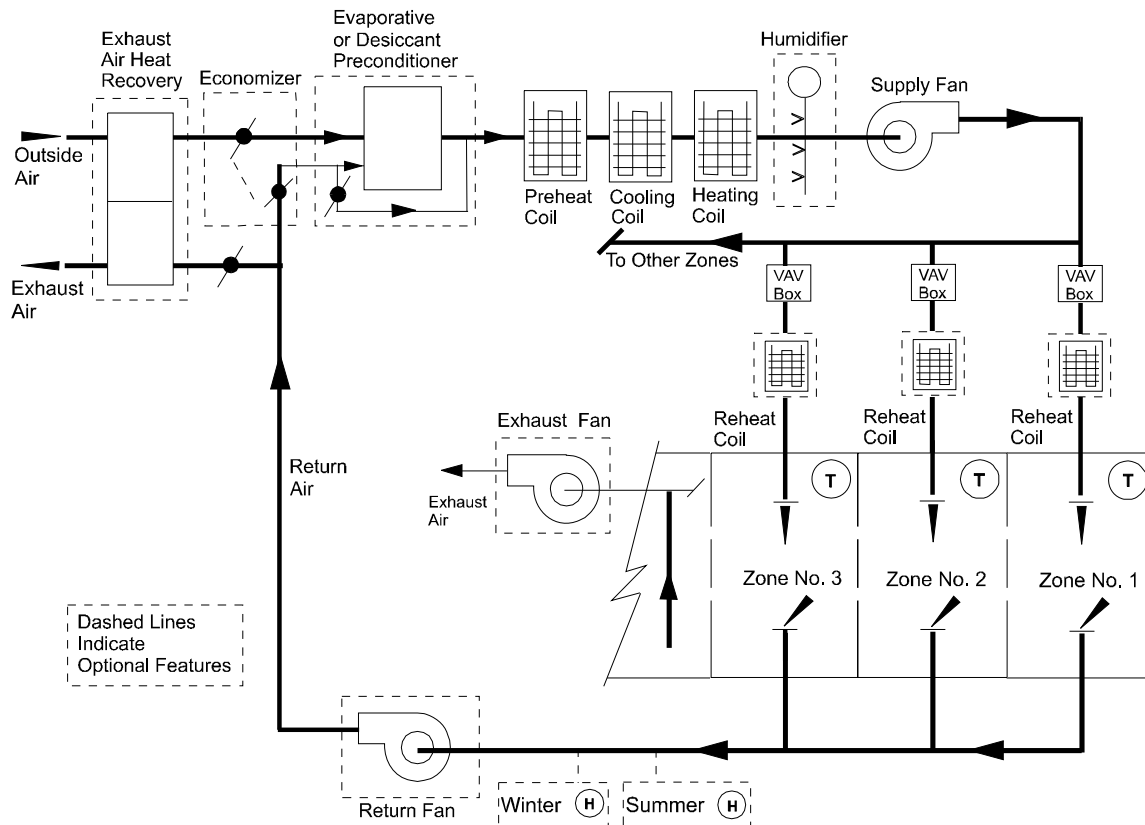 Exhaust
Air Heat
Recovery
Economizer
Evaporative
or Desiccant
Preconditioner
Humidifier
Supply Fan
Outside
Air
Exhaust
Air
Preheat
Coil
Cooling
Coil
Heating
Coil
To Other Zones
VAV
Box
VAV
Box
VAV
Box
Reheat
Coil
Reheat
Coil
Reheat
Coil
Exhaust Fan
Exhaust
Air
Return
Air
T
T
T
Zone No. 3
Zone No. 2
Zone No. 1
Dashed Lines
Indicate
Optional Features
Return Fan
Winter H
Summer H